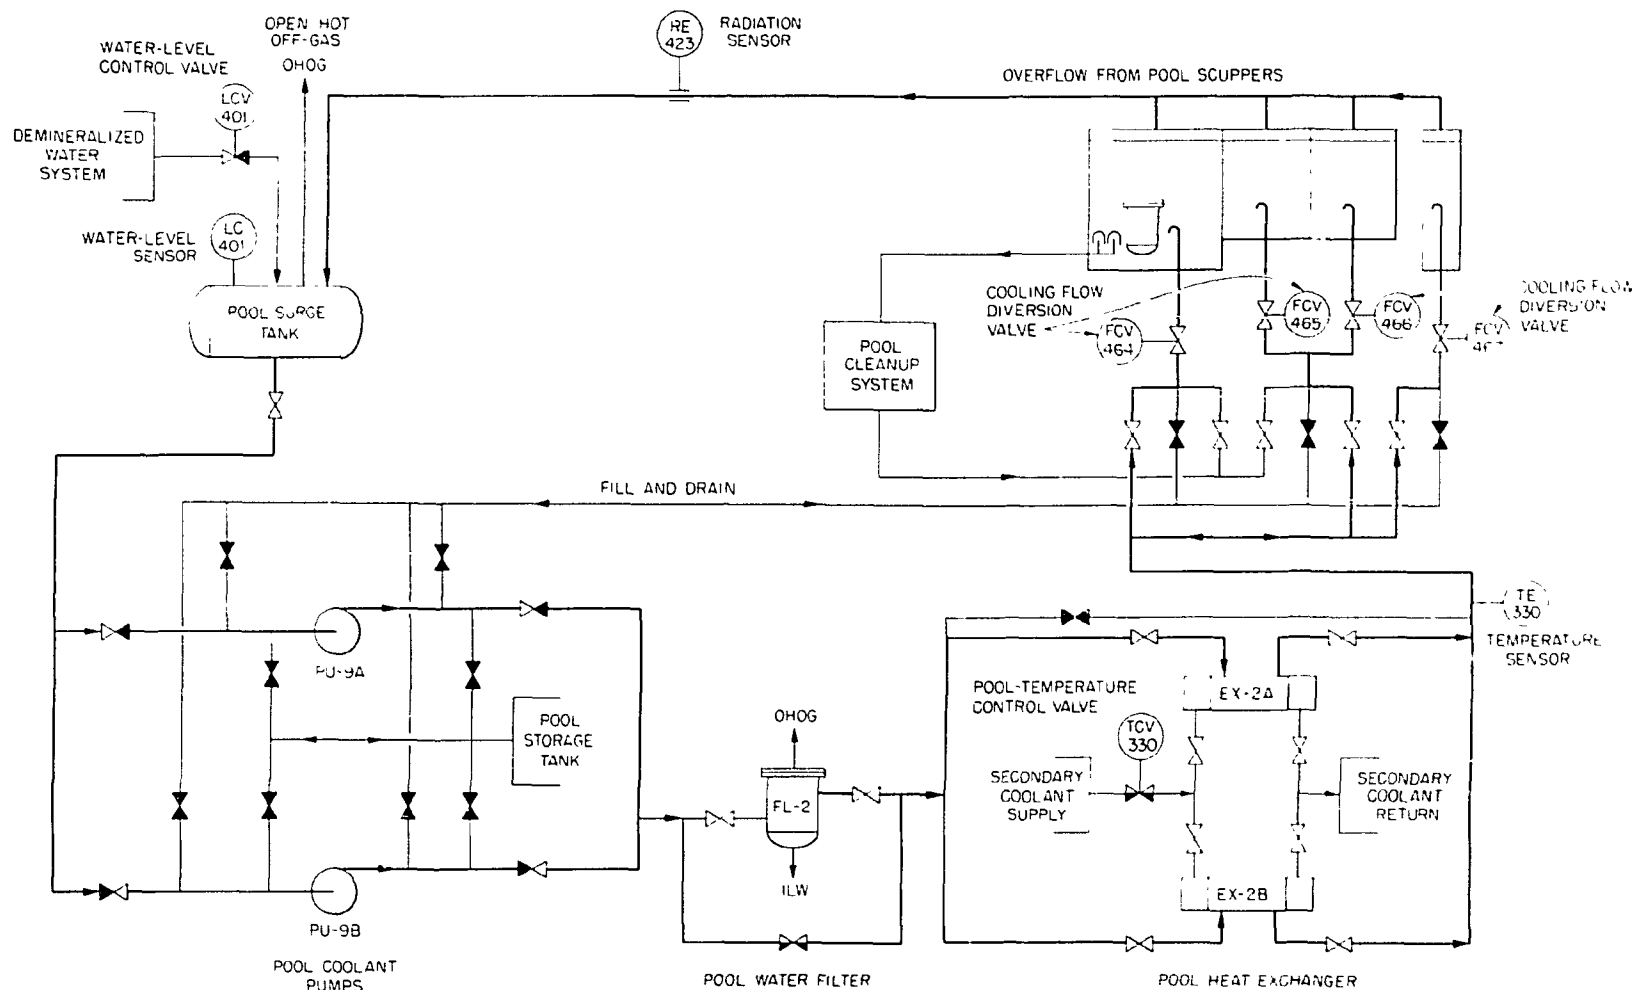 OPEN HOT
OFF-GAS
OHOG
WATER-LEVEL
CONTROL VALVE
LCV
401
DEMINERALIZED
WATER
SYSTEM
WATER-LEVEL
SENSOR
LC
401
POOL SURGE
TANK
RE
423
RADIATION
SENSOR
OVERFLOW FROM POOL SCUPPERS
COOLING FLOW
DIVERSION
VALVE
FCV
464
FCV
465
FCV
466
FCV
COOLING FLOW
DIVERSION
VALVE
POOL
CLEANUP
SYSTEM
FILL AND DRAIN
PU-9A
POOL
STORAGE
TANK
PU-9B
POOL COOLANT
PUMPS
OHOG
FL-2
ILW
POOL WATER FILTER
TE
330
TEMPERATURE
SENSOR
POOL-TEMPERATURE
CONTROL VALVE
TCV
330
EX-2A
SECONDARY
COOLANT
SUPPLY
SECONDARY
COOLANT
RETURN
EX-2B
POOL HEAT EXCHANGER